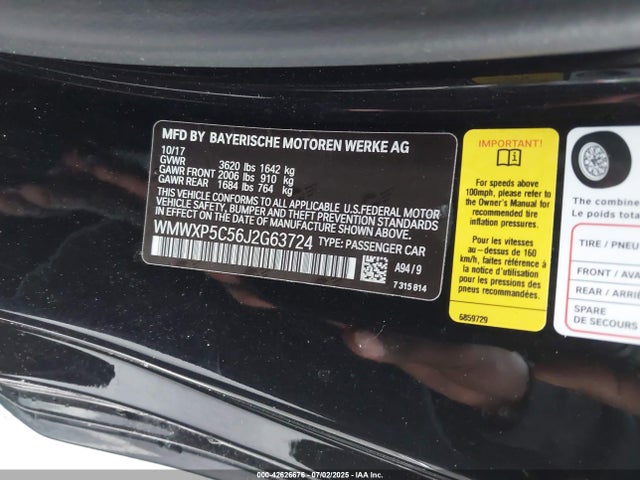 MFD BY BAYERISCHE MOTOREN WERKE AG
10/17
GVWR 3620 lbs 1642 kg
GAWR FRONT 2006 lbs 910 kg
GAWR REAR 1684 lbs 764 kg
THIS VEHICLE CONFORMS TO ALL APPLICABLE U.S.FEDERAL MOTOR
VEHICLE SAFETY, BUMPER, AND THEFT PREVENTION STANDARDS
IN EFFECT ON THE DATE OF MANUFACTURE SHOWN ABOVE.
WMWXP5C56J2G63724 TYPE: PASSENGER CAR
A94 / 9
7 315 814
IMPORTANT!
For speeds above
100mph, please refer to
the Owner's Manual for
recommended tire
inflation pressures.
Pour les vitesses
au-dessus de 160
km/h, faites référence à
la notice d'utilisation
pour les pressions des
pneus recommandées.
6859729
The combine
Le poids total
TIRE / PNEU
FRONT / AVA
REAR / ARRIÈ
SPARE
DE SECOURS
000-42626676 - 07/02/2025 - IAAC Inc.